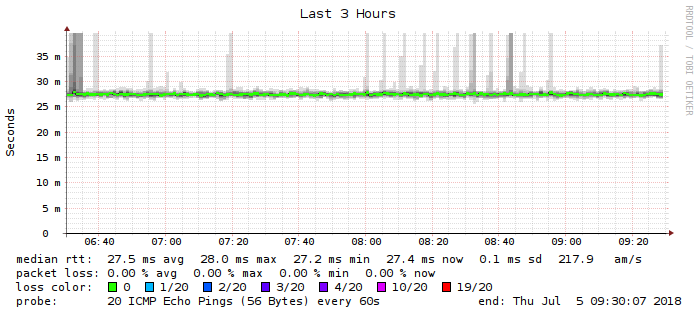 Last 3 Hours
RRDTOOL / TOBI OETIKER
Seconds
35 m
30 m
25 m
20 m
15 m
10 m
5 m
0
06:40 07:00 07:20 07:40 08:00 08:20 08:40 09:00 09:20
median rtt: 27.5 ms avg 28.0 ms max 27.2 ms min 27.4 ms now 0.1 ms sd 217.9 am/s
packet loss: 0.00 % avg 0.00 % max 0.00 % min 0.00 % now
loss color: 0 1/20 2/20 3/20 4/20 10/20 19/20
probe: 20 ICMP Echo Pings (56 Bytes) every 60s end: Thu Jul 5 09:30:07 2018